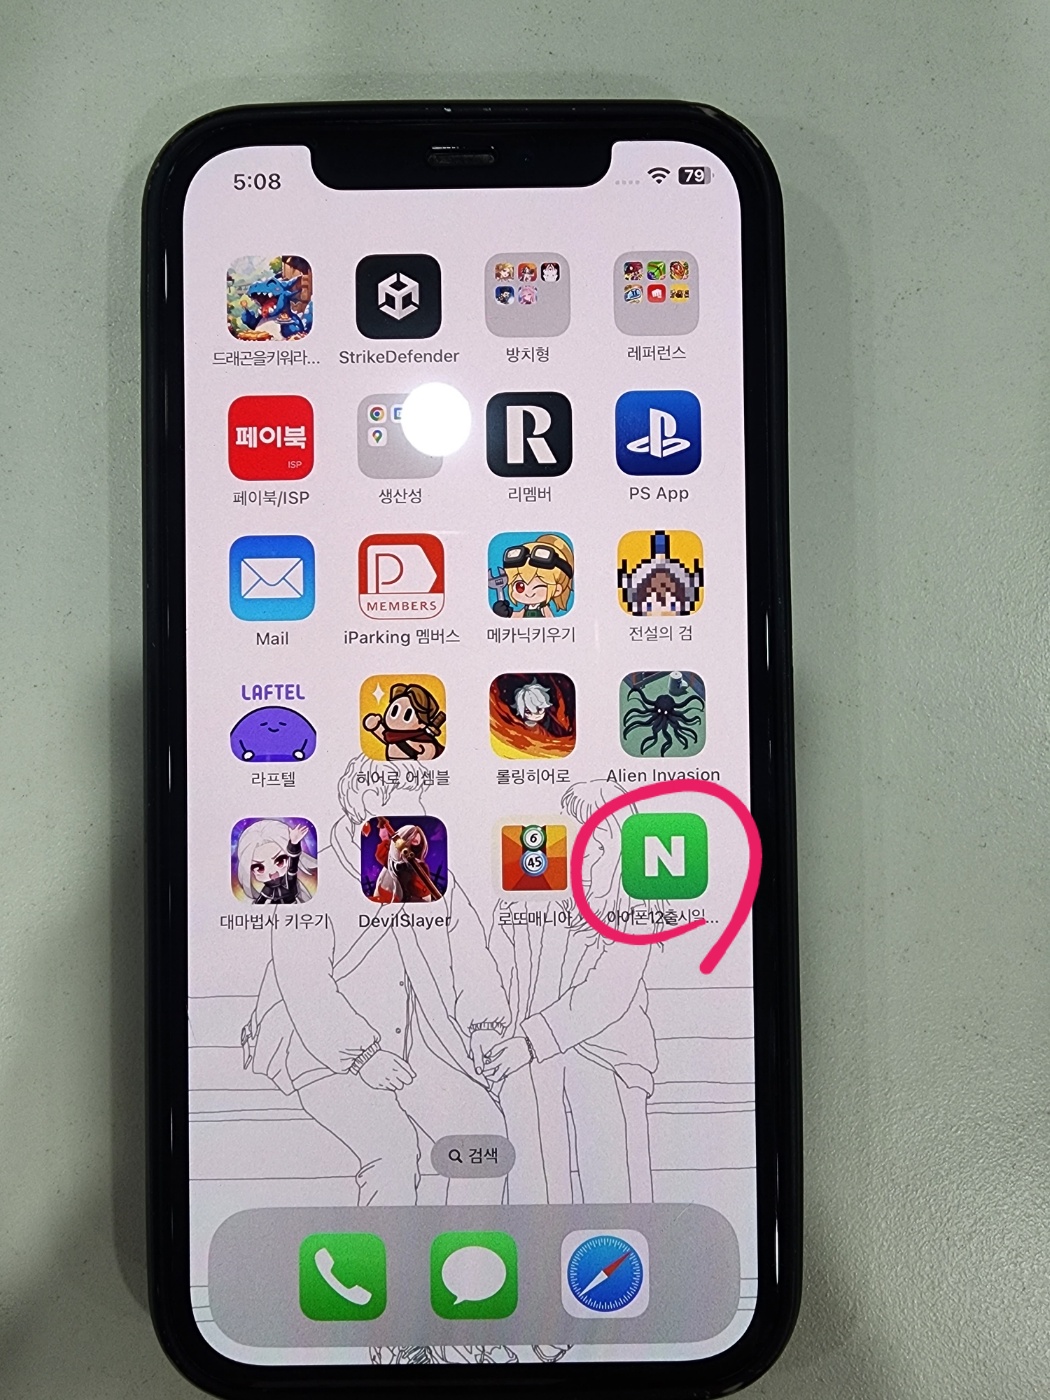 5:08
79
드래곤을키워라...
StrikeDefender
방치형
레퍼런스
페이북
ISP
R
페이북/ISP
생산성
리멤버
PS App
P
MEMBERS
Mail
iParking 멤버스
메카닉키우기
전설의 검
LAFTEL
라프텔
히어로 어셈블
롤링히어로
Alien Invasion
6
45
N
대마법사 키우기
DevilSlayer
로또매니아
아이폰12출시일...
검색